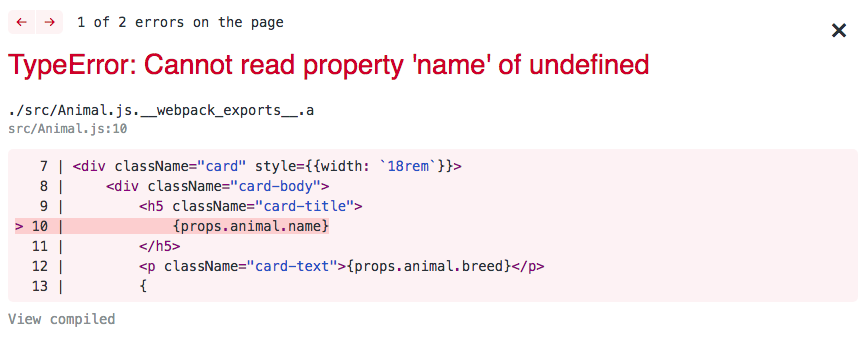 ← → 1 of 2 errors on the page ×
TypeError: Cannot read property 'name' of undefined
./src/Animal.js.__webpack_exports__.a
src/Animal.js:10
   7 | <div className="card" style={{width: `18rem`}}>
   8 |     <div className="card-body">
   9 |         <h5 className="card-title">
> 10 |             {props.animal.name}
  11 |         </h5>
  12 |         <p className="card-text">{props.animal.breed}</p>
  13 |         {
View compiled